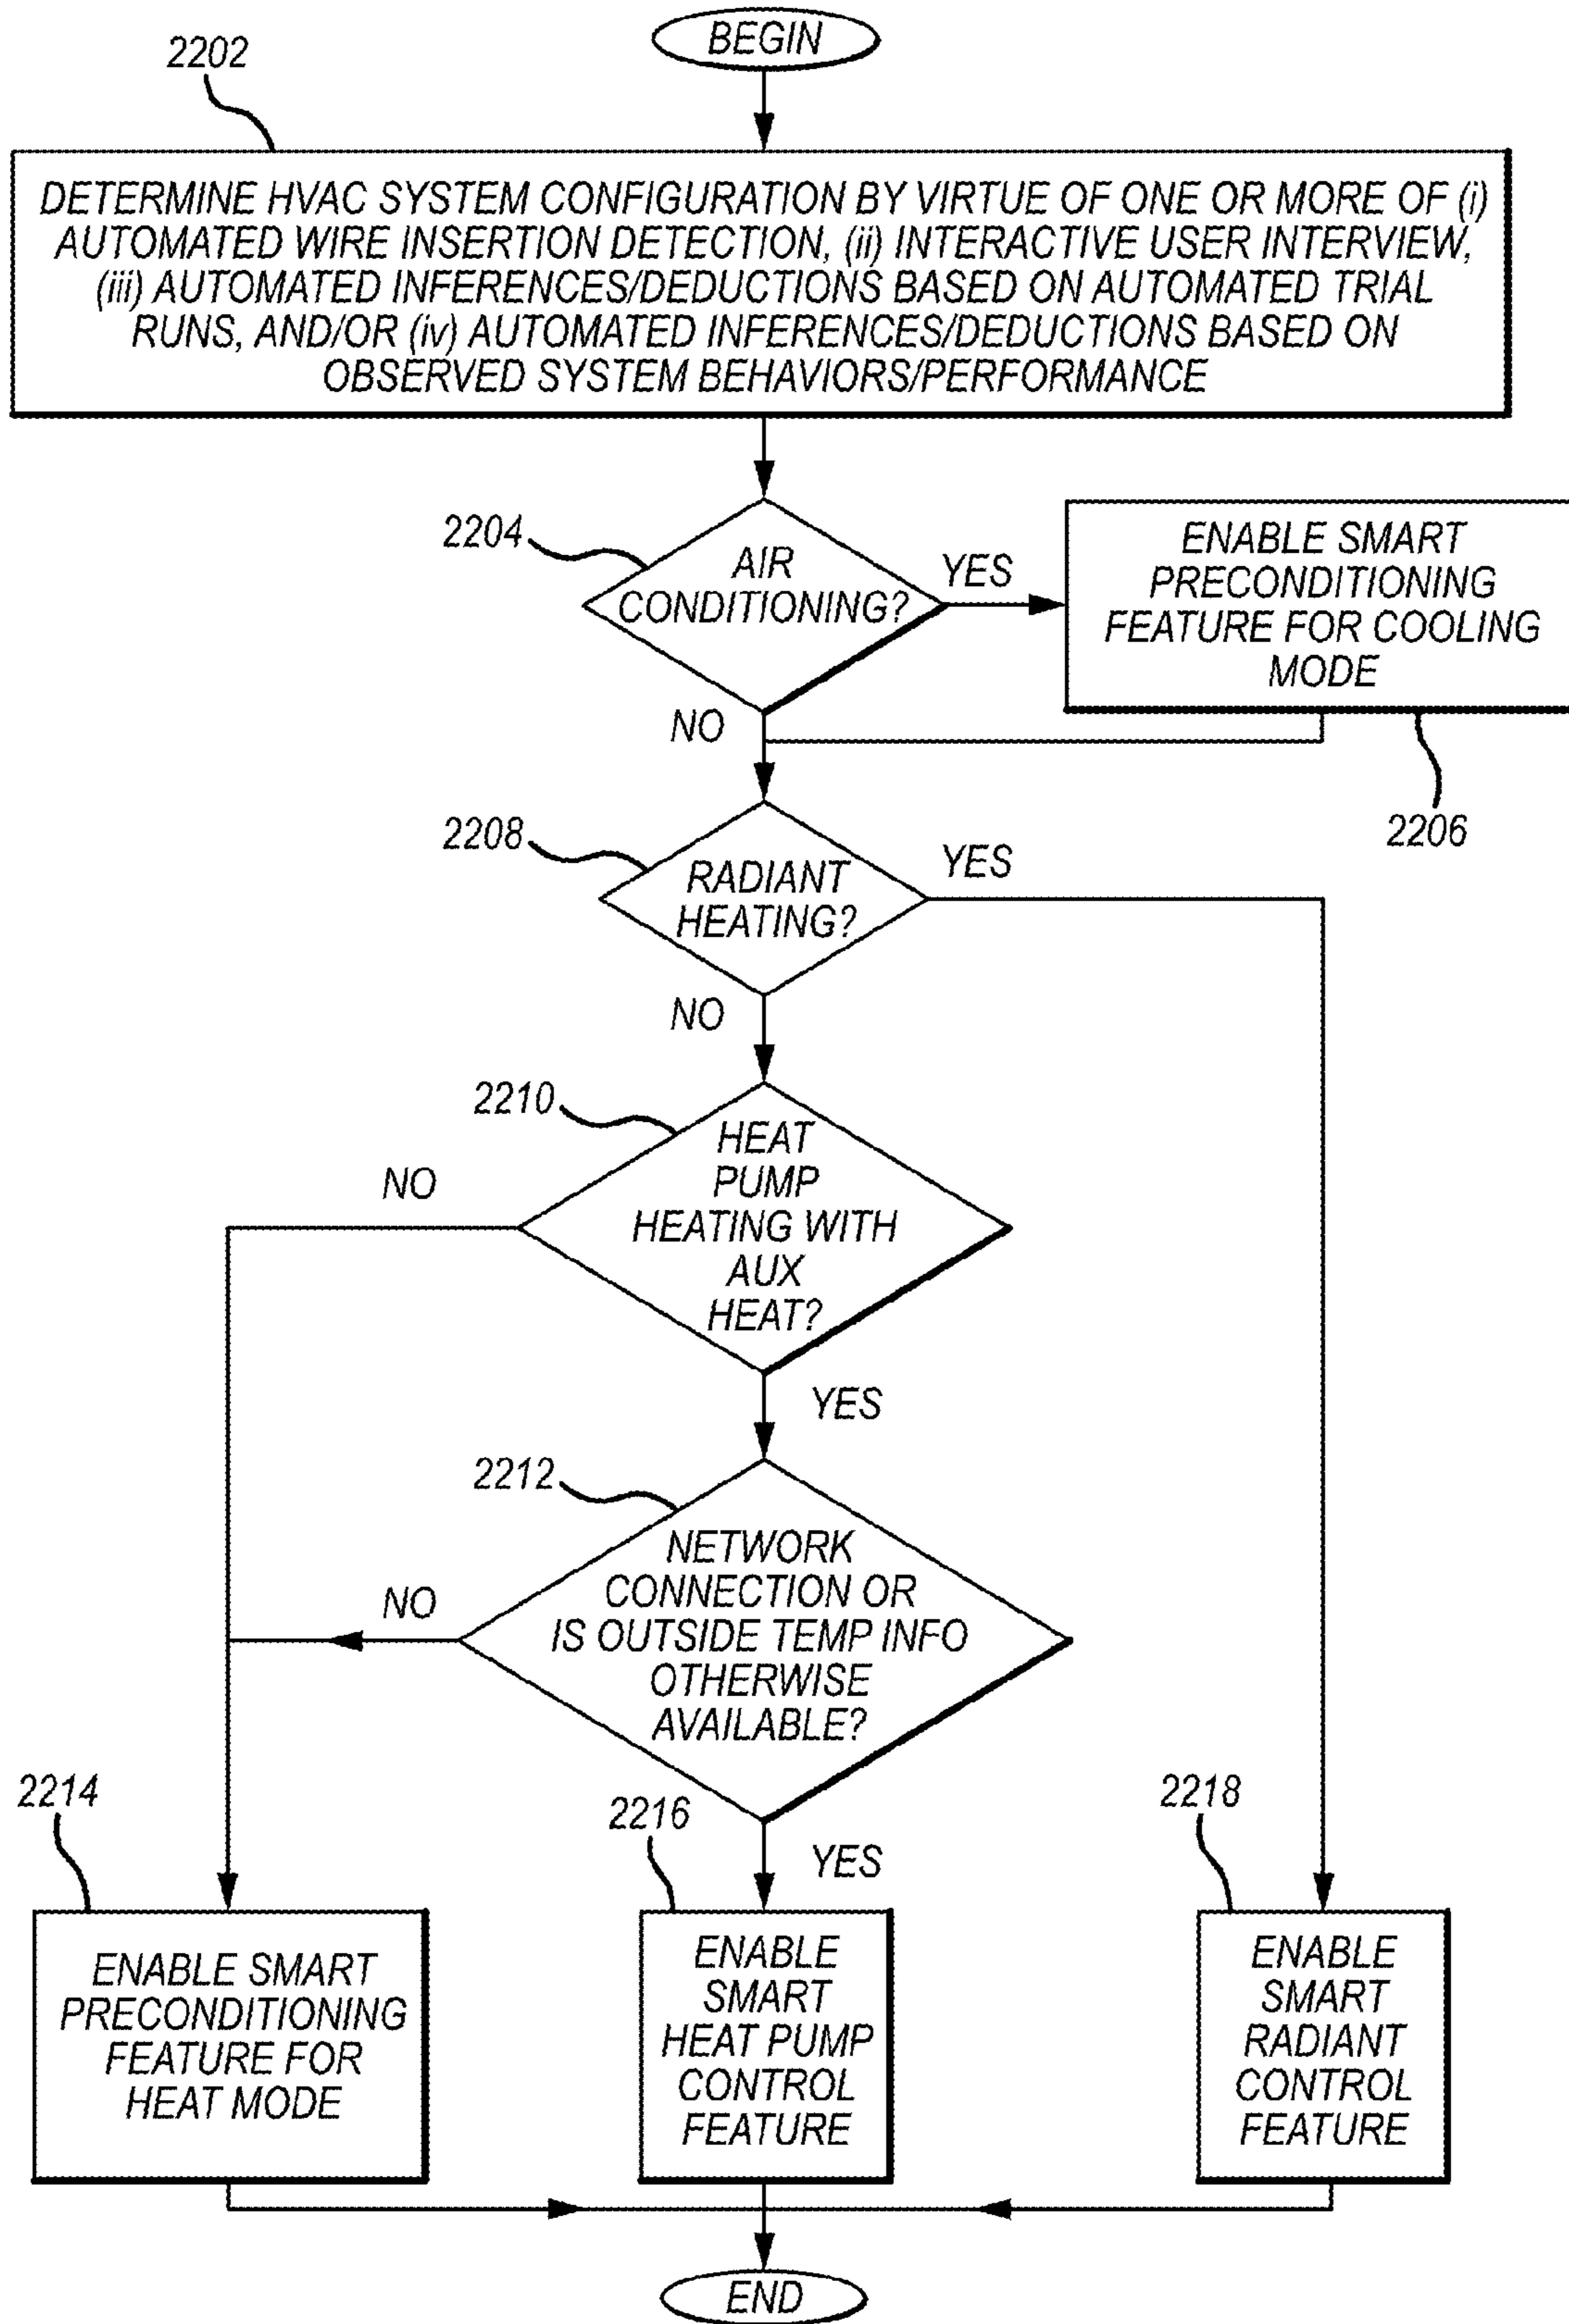 BEGIN
2202
DETERMINE HVAC SYSTEM CONFIGURATION BY VIRTUE OF ONE OR MORE OF (i)
AUTOMATED WIRE INSERTION DETECTION, (ii) INTERACTIVE USER INTERVIEW,
(iii) AUTOMATED INFERENCES/DEDUCTIONS BASED ON AUTOMATED TRIAL
RUNS, AND/OR (iv) AUTOMATED INFERENCES/DEDUCTIONS BASED ON
OBSERVED SYSTEM BEHAVIORS/PERFORMANCE
2204
AIR
CONDITIONING?
YES
ENABLE SMART
PRECONDITIONING
FEATURE FOR COOLING
MODE
NO
2206
2208
RADIANT
HEATING?
YES
NO
2210
HEAT
PUMP
HEATING WITH
AUX
HEAT?
NO
YES
2212
NETWORK
CONNECTION OR
IS OUTSIDE TEMP INFO
OTHERWISE
AVAILABLE?
NO
YES
2214
ENABLE SMART
PRECONDITIONING
FEATURE FOR
HEAT MODE
2216
ENABLE
SMART
HEAT PUMP
CONTROL
FEATURE
2218
ENABLE
SMART
RADIANT
CONTROL
FEATURE
END